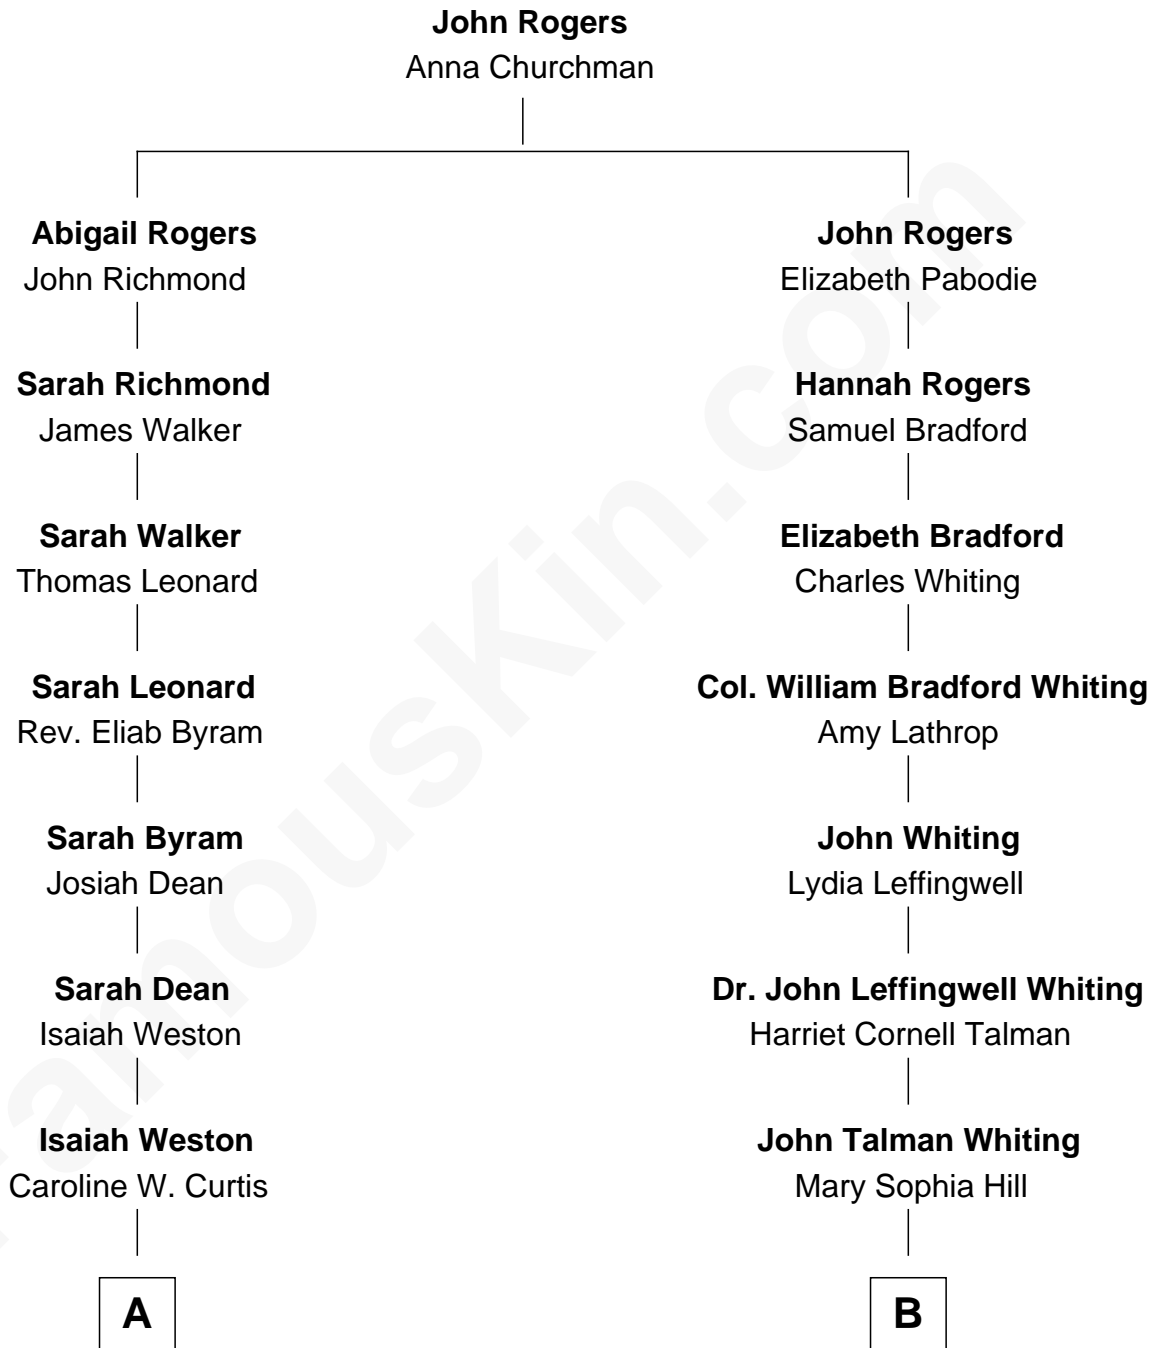 John Rogers
Anna Churchman
Abigail Rogers
John Richmond
Sarah Richmond
James Walker
Sarah Walker
Thomas Leonard
Sarah Leonard
Rev. Eliab Byram
Sarah Byram
Josiah Dean
Sarah Dean
Isaiah Weston
Isaiah Weston
Caroline W. Curtis
A
John Rogers
Elizabeth Pabodie
Hannah Rogers
Samuel Bradford
Elizabeth Bradford
Charles Whiting
Col. William Bradford Whiting
Amy Lathrop
John Whiting
Lydia Leffingwell
Dr. John Leffingwell Whiting
Harriet Cornell Talman
John Talman Whiting
Mary Sophia Hill
B
FamousKin.com